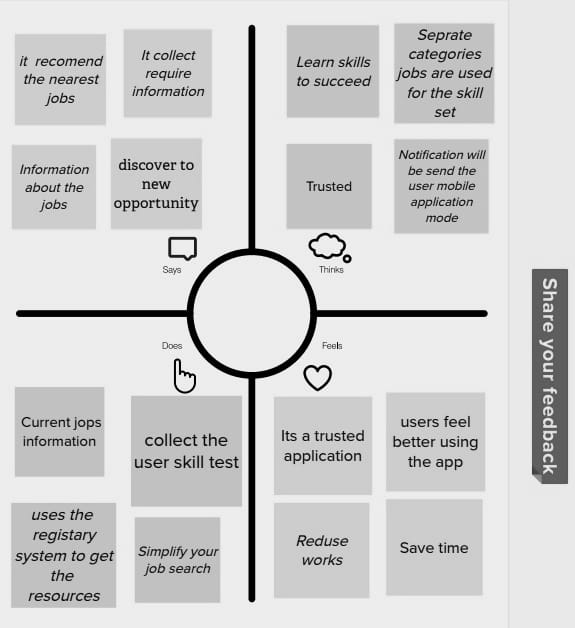 it recomend
the nearest
jobs
It collect
require
information
Information
about the
jobs
discover to
new
opportunity
Says
Learn skills
to succeed
Seprate
categories
jobs are used
for the skill
set
Trusted
Notification will
be send the
user mobile
application
mode
Thinks
Does
Current jops
information
collect the
user skill test
uses the
registary
system to get
the
resources
Simplify your
job search
Feels
Its a trusted
application
users feel
better using
the app
Reduse
works
Save time
Share your feedback